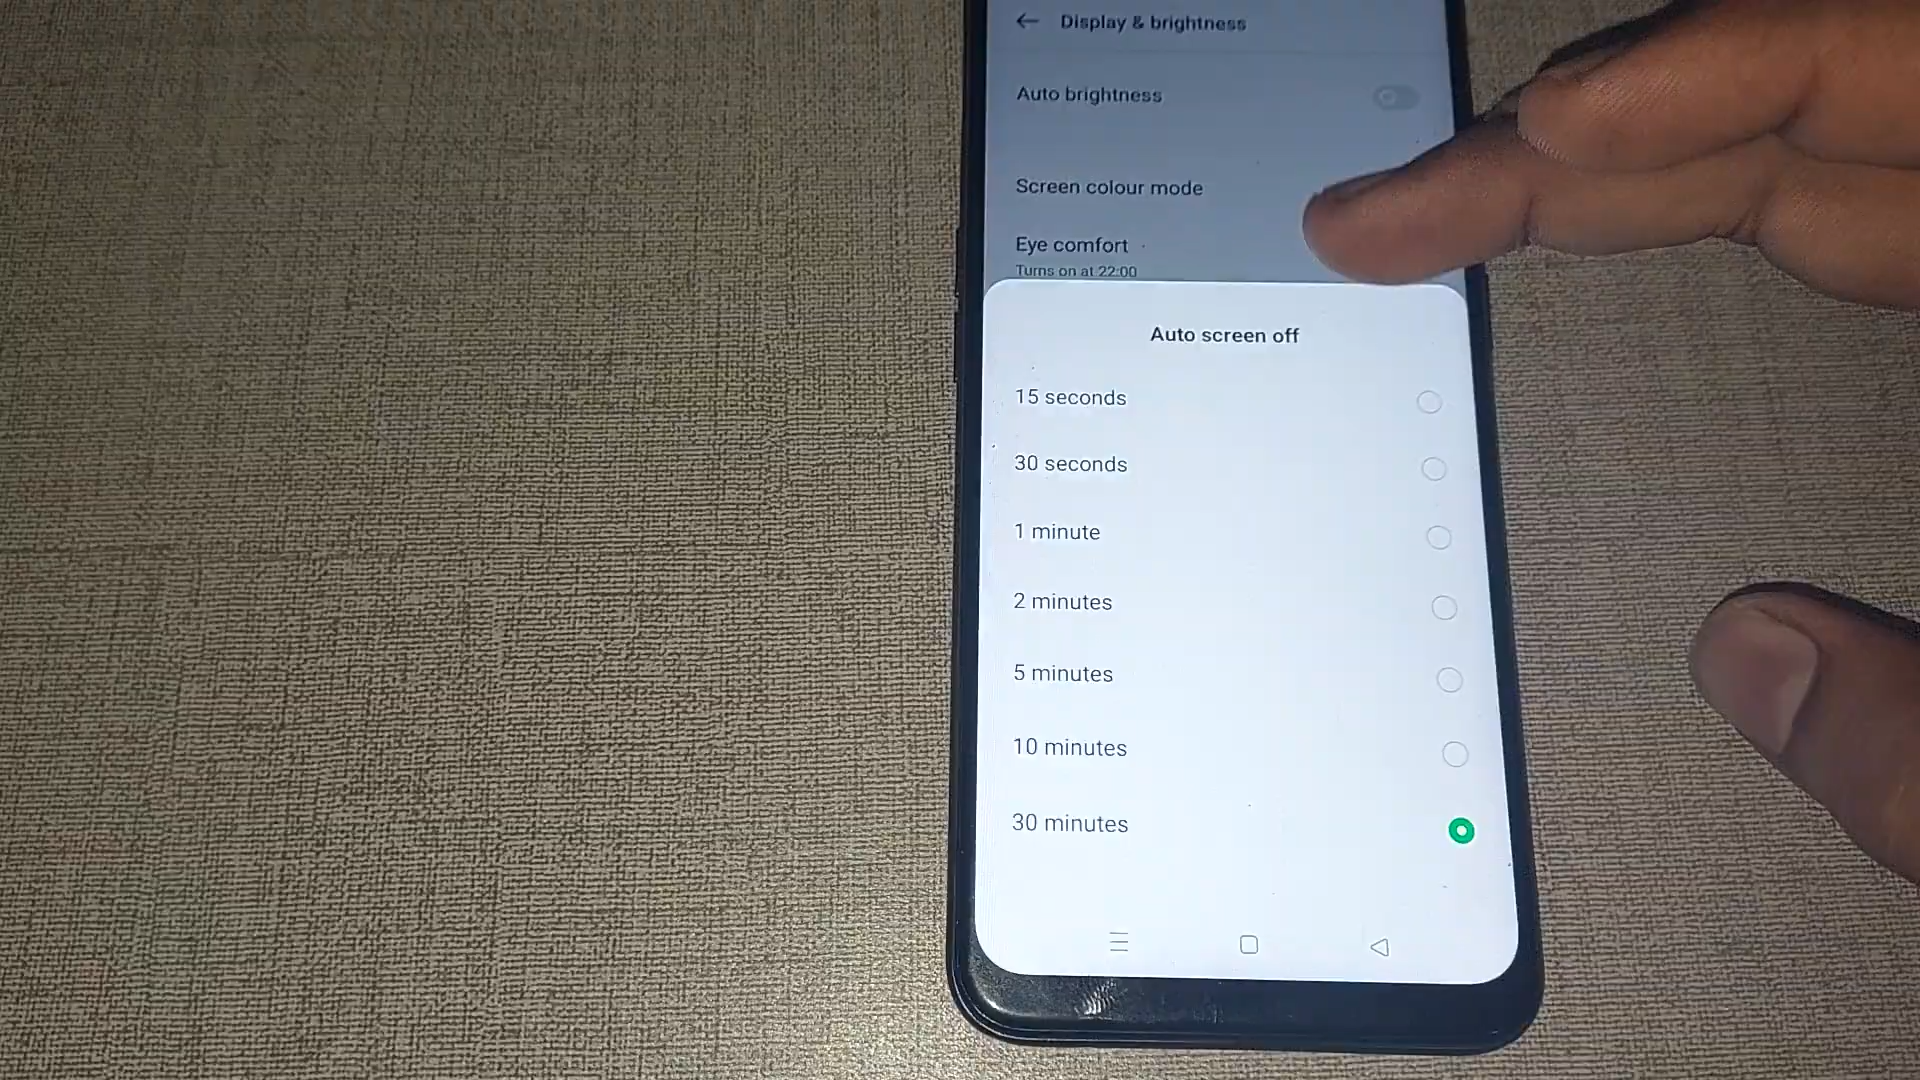 Display & brightness
Auto brightness
Screen colour mode
Eye comfort
Turns on at 22:00
Auto screen off
15 seconds
30 seconds
1 minute
2 minutes
5 minutes
10 minutes
30 minutes